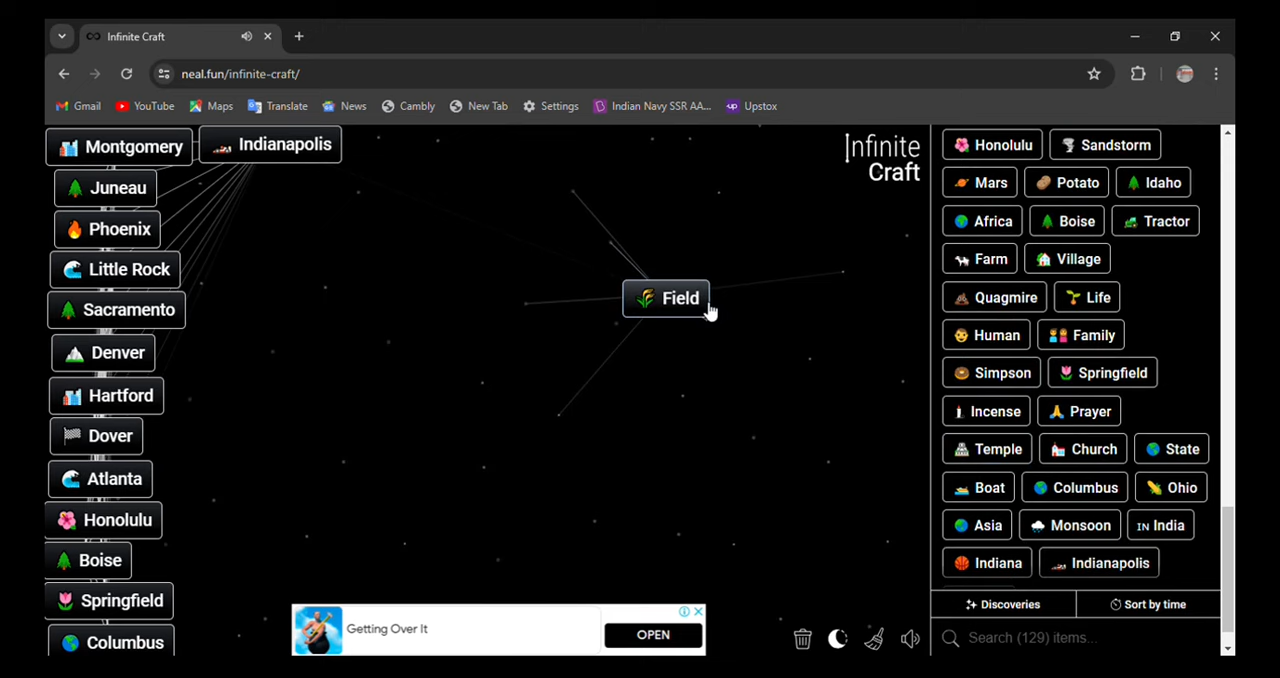 Infinite Craft
neal.fun/infinite-craft/
Gmail YouTube Maps Translate News Cambly New Tab Settings Indian Navy SSR AA... Upstox
Montgomery
Indianapolis
Juneau
Phoenix
Little Rock
Sacramento
Denver
Hartford
Dover
Atlanta
Honolulu
Boise
Springfield
Columbus
Field
Infinite
Craft
Honolulu Sandstorm
Mars Potato Idaho
Africa Boise Tractor
Farm Village
Quagmire Life
Human Family
Simpson Springfield
Incense Prayer
Temple Church State
Boat Columbus Ohio
Asia Monsoon IN India
Indiana Indianapolis
Discoveries Sort by time
Search (129) items...
Getting Over It
OPEN